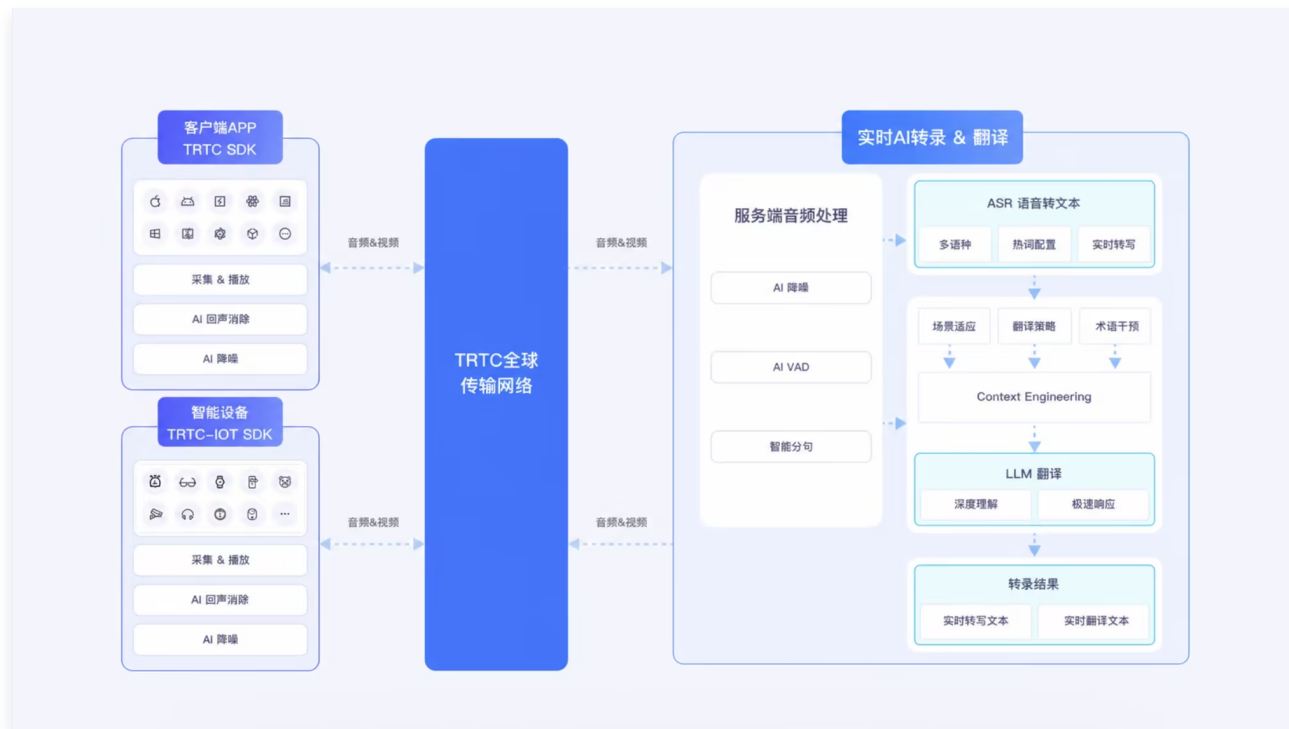 客户端APP
TRTC SDK
采集 & 播放
AI 回声消除
AI 降噪
智能设备
TRTC-IOT SDK
采集 & 播放
AI 回声消除
AI 降噪
音频&视频
音频&视频
TRTC全球
传输网络
音频&视频
音频&视频
实时AI转录 & 翻译
服务端音频处理
AI 降噪
AI VAD
智能分句
ASR 语音转文本
多语种
热词配置
实时转写
场景适应
翻译策略
术语干预
Context Engineering
LLM 翻译
深度理解
极速响应
转录结果
实时转写文本
实时翻译文本